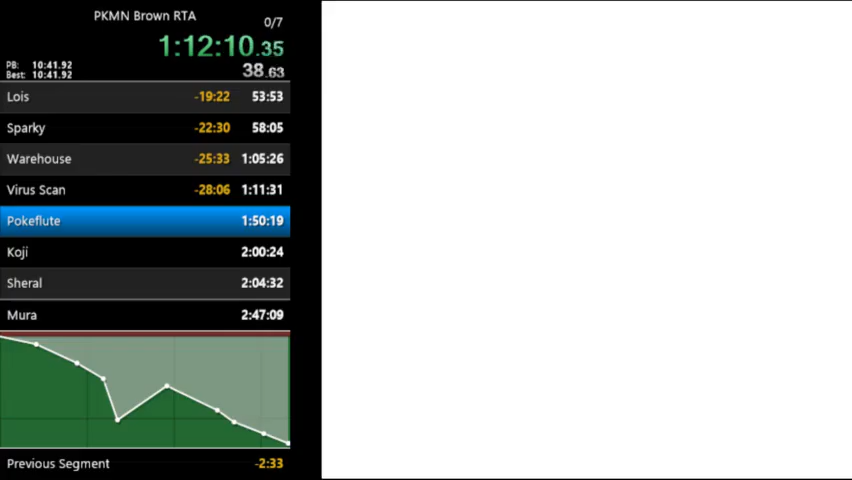 PKMN Brown RTA
0/7
1:12:10.35
PB: 10:41.92
Best: 10:41.92
38.63
Lois -19:22 53:53
Sparky -22:30 58:05
Warehouse -25:33 1:05:26
Virus Scan -28:06 1:11:31
Pokeflute 1:50:19
Koji 2:00:24
Sheral 2:04:32
Mura 2:47:09
Previous Segment -2:33